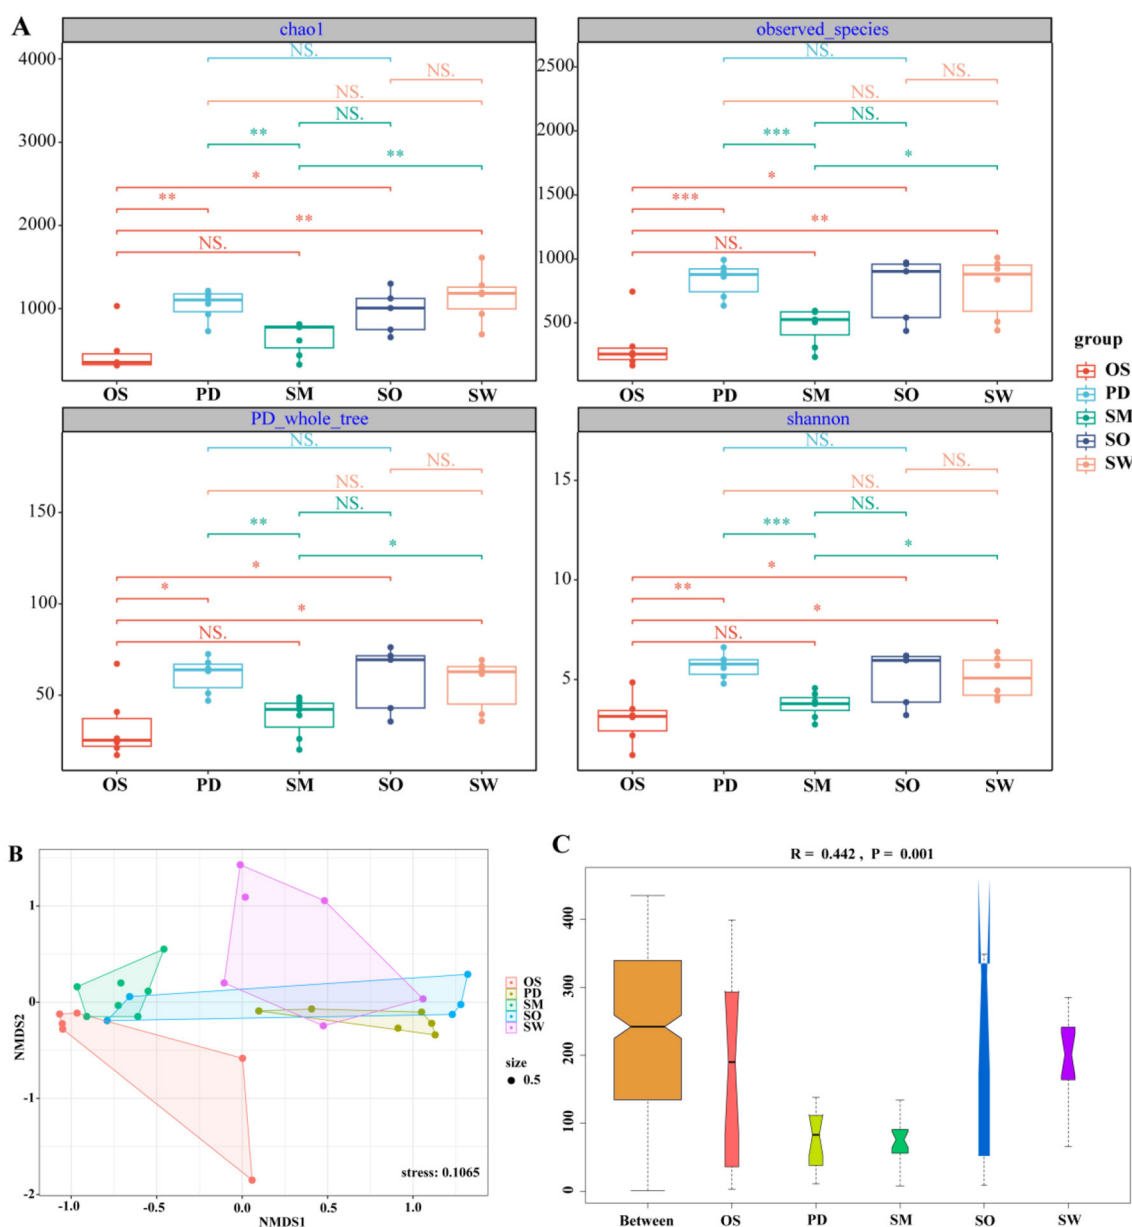 A
chao1
4000
3000
2000
1000
NS.
NS.
NS.
NS.
**
**
*
**
**
NS.
OS PD SM SO SW
observed_species
2500
2000
1500
1000
500
NS.
NS.
NS.
NS.
***
*
*
***
**
NS.
OS PD SM SO SW
group
OS
PD
SM
SO
SW
PD_whole_tree
150
100
50
NS.
NS.
NS.
NS.
**
*
*
*
*
NS.
OS PD SM SO SW
shannon
15
10
5
NS.
NS.
NS.
NS.
***
*
*
**
*
NS.
OS PD SM SO SW
B
NMDS2
1
0
-1
-2
-1.0 -0.5 0.0 0.5 1.0
NMDS1
stress: 0.1065
OS
PD
SM
SO
SW
size
0.5
C
R = 0.442 , P = 0.001
400
300
200
100
0
Between OS PD SM SO SW